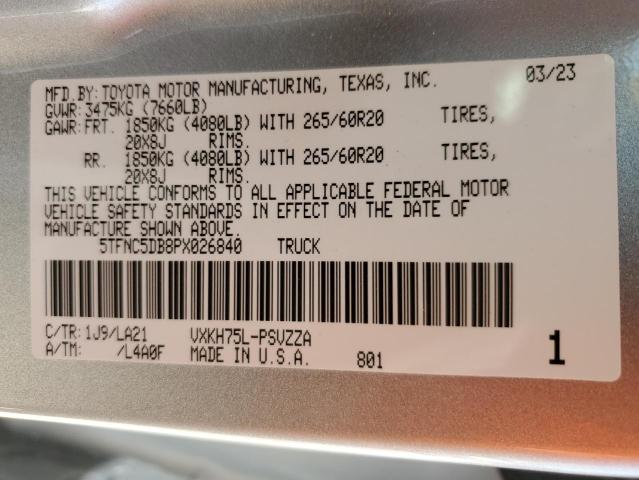 MFD.BY:TOYOTA MOTOR MANUFACTURING, TEXAS, INC. 03/23
GVWR:3475KG (7660LB)
GAWR:FRT. 1850KG (4080LB) WITH 265/60R20 TIRES,
20X8J RIMS.
RR. 1850KG (4080LB) WITH 265/60R20 TIRES,
20X8J RIMS.
THIS VEHICLE CONFORMS TO ALL APPLICABLE FEDERAL MOTOR
VEHICLE SAFETY STANDARDS IN EFFECT ON THE DATE OF
MANUFACTURE SHOWN ABOVE.
5TFNC5DB8PX026840 TRUCK
C/TR:1J9/LA21 VXKH75L-PSVZZA
A/TM: /L4A0F MADE IN U.S.A. 801 1